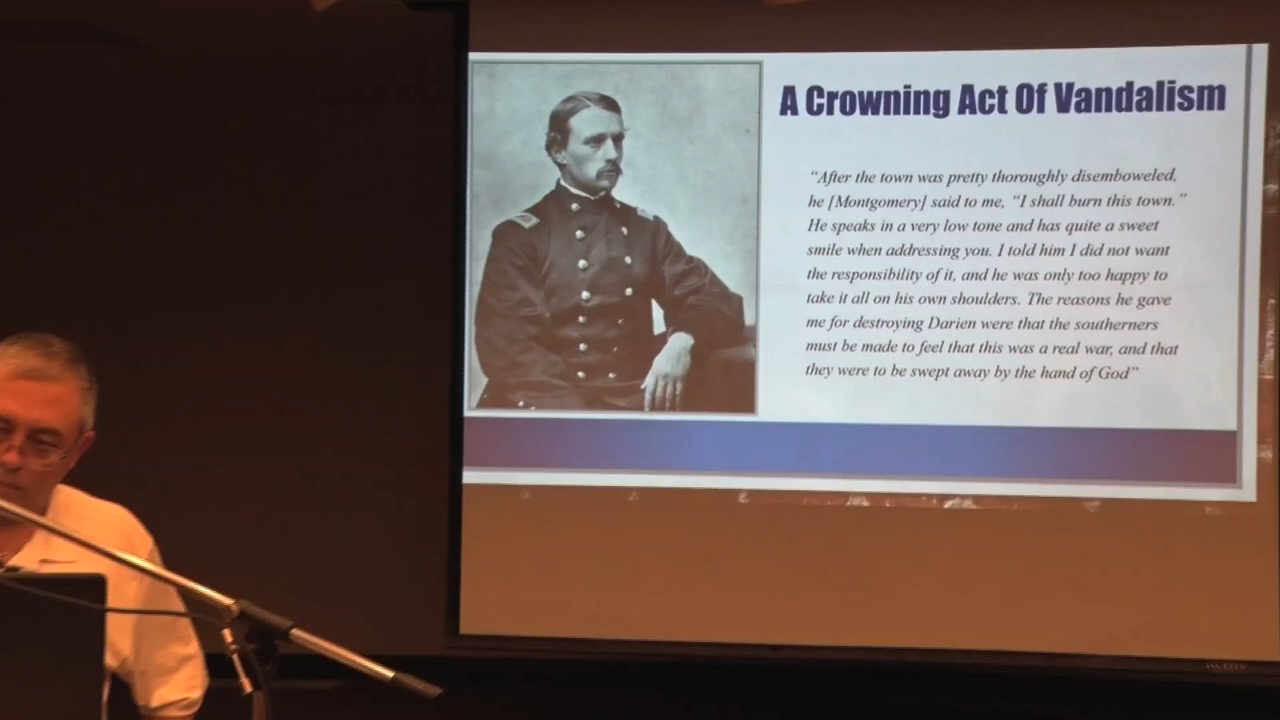 A Crowning Act Of Vandalism
“After the town was pretty thoroughly disemboweled,
he [Montgomery] said to me, “I shall burn this town.”
He speaks in a very low tone and has quite a sweet
smile when addressing you. I told him I did not want
the responsibility of it, and he was only too happy to
take it all on his own shoulders. The reasons he gave
me for destroying Darien were that the southerners
must be made to feel that this was a real war, and that
they were to be swept away by the hand of God”